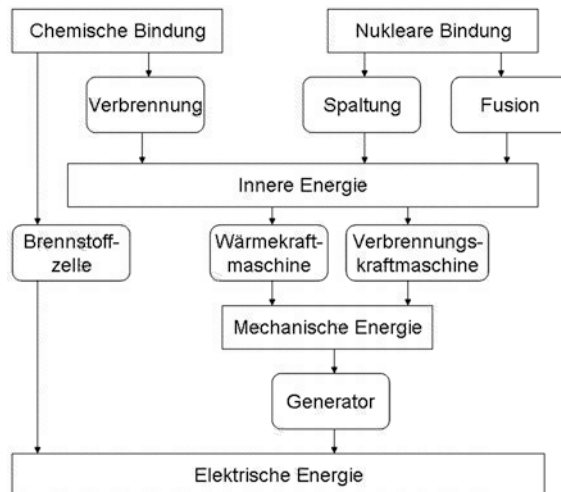 Chemische Bindung
Nukleare Bindung
Verbrennung
Spaltung
Fusion
Innere Energie
Brennstoff-
zelle
Wärmekraft-
maschine
Verbrennungs-
kraftmaschine
Mechanische Energie
Generator
Elektrische Energie